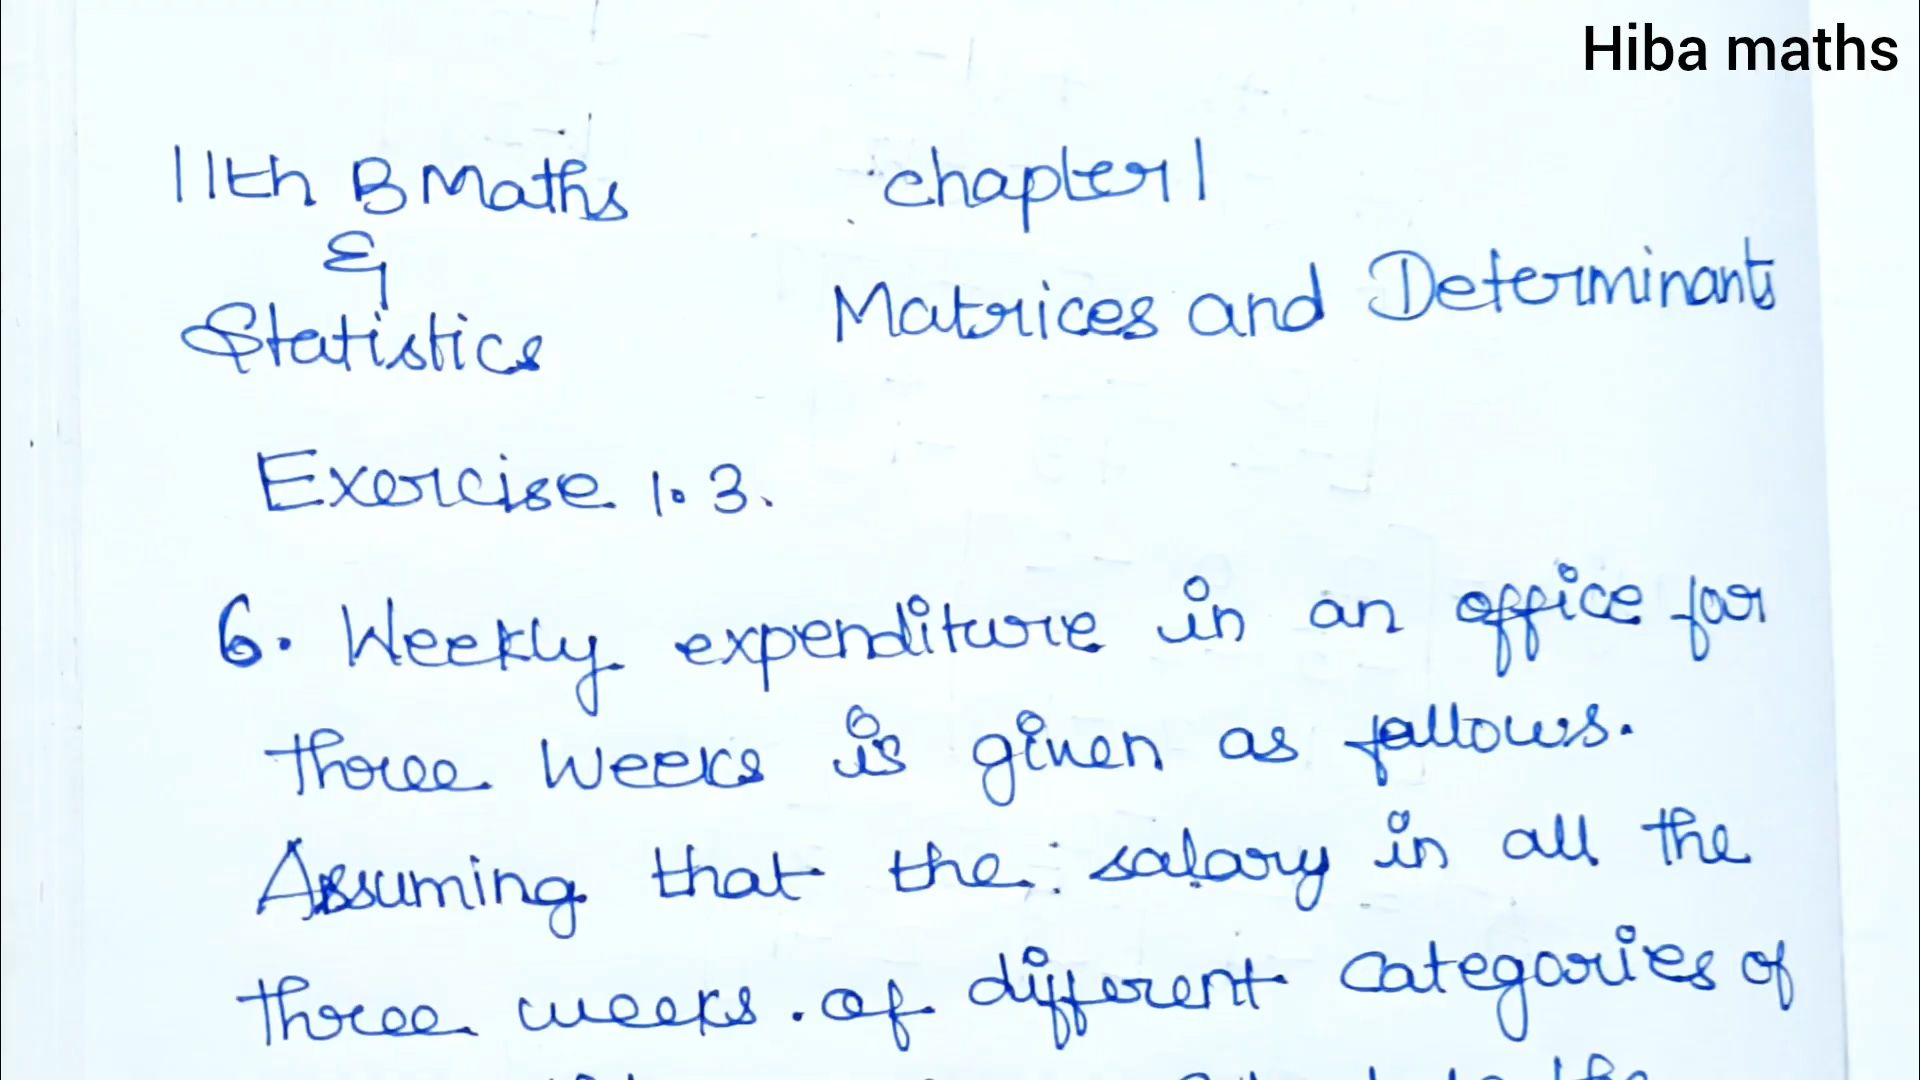 Hiba maths
11th B Maths
&
Statistics
chapter 1
Matrices and Determinants
Exercise 1.3.
6. Weekly expenditure in an office for
three weeks is given as follows.
Assuming that the salary in all the
three weeks of different categories of